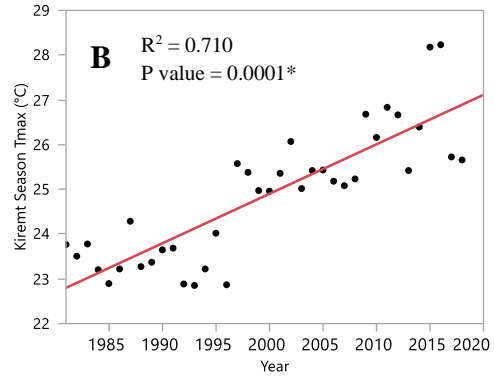 29
28
27
26
25
24
23
22
Kiremt Season Tmax (°C)
B
R² = 0.710
P value = 0.0001*
1985 1990 1995 2000 2005 2010 2015 2020
Year